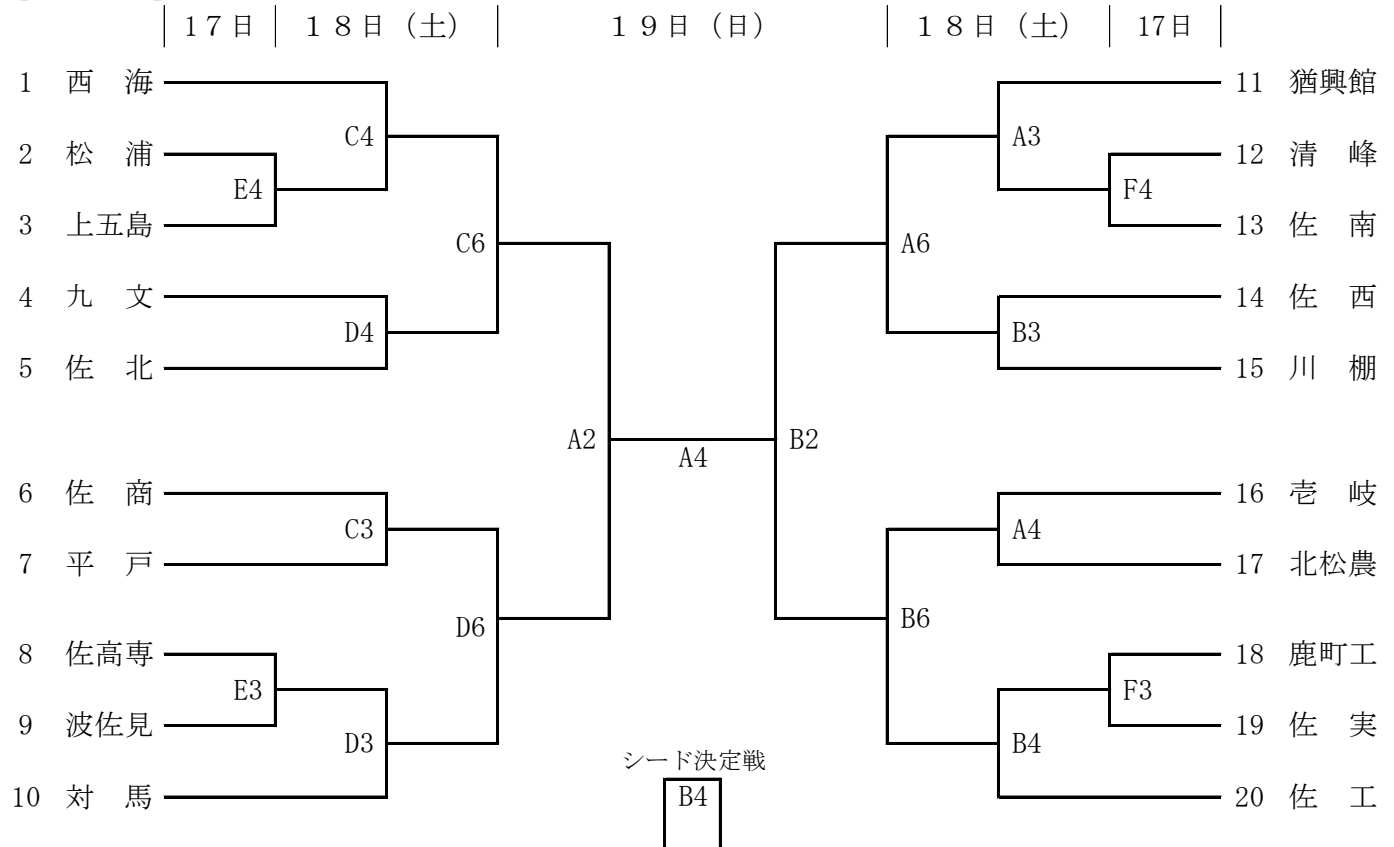 17日 18日（土） 19日（日） 18日（土） 17日
1 西 海 11 猶興館
C4 A3
2 松 浦 12 清 峰
E4 F4
3 上五島 13 佐 南
C6 A6
4 九 文 14 佐 西
D4 B3
5 佐 北 15 川 棚
A2 A4 B2
6 佐 商 16 壱 岐
C3 A4
7 平 戸 17 北松農
D6 B6
8 佐高専 18 鹿町工
E3 F3
9 波佐見 19 佐 実
D3 B4
シード決定戦
10 対 馬 B4 20 佐 工